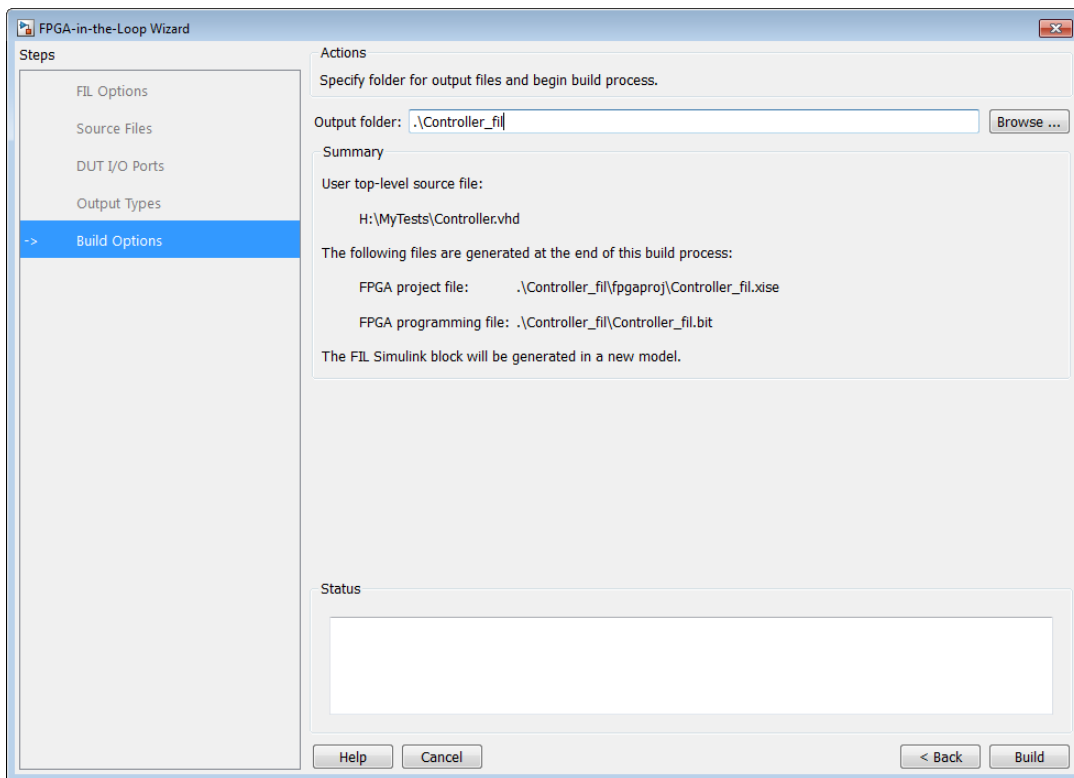 FPGA-in-the-Loop Wizard
Steps
FIL Options
Source Files
DUT I/O Ports
Output Types
-> Build Options
Actions
Specify folder for output files and begin build process.
Output folder: .\Controller_fil Browse ...
Summary
User top-level source file:
H:\MyTests\Controller.vhd
The following files are generated at the end of this build process:
FPGA project file: .\Controller_fil\fpgaproj\Controller_fil.xise
FPGA programming file: .\Controller_fil\Controller_fil.bit
The FIL Simulink block will be generated in a new model.
Status
Help Cancel < Back Build